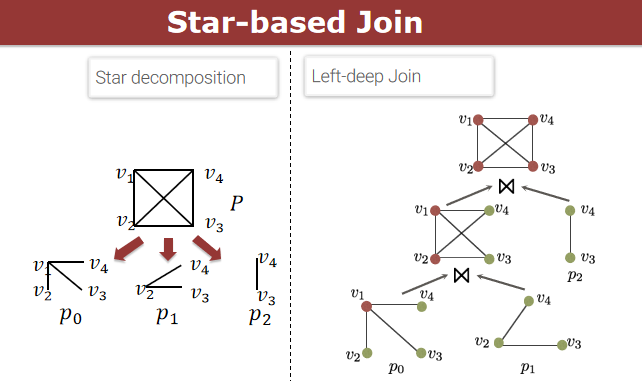 Star-based Join
Star decomposition
Left-deep Join
v₁ v₄
v₂ v₃
P
v₁ v₄
v₂ v₃
p₀
v₄
v₂ v₃
p₁
v₄
v₃
p₂
v₁ v₄
v₂ v₃
⋈
v₁ v₄
v₂ v₃
v₄
v₃
p₂
⋈
v₁ v₄
v₂ v₃
p₀
v₄
v₂ v₃
p₁